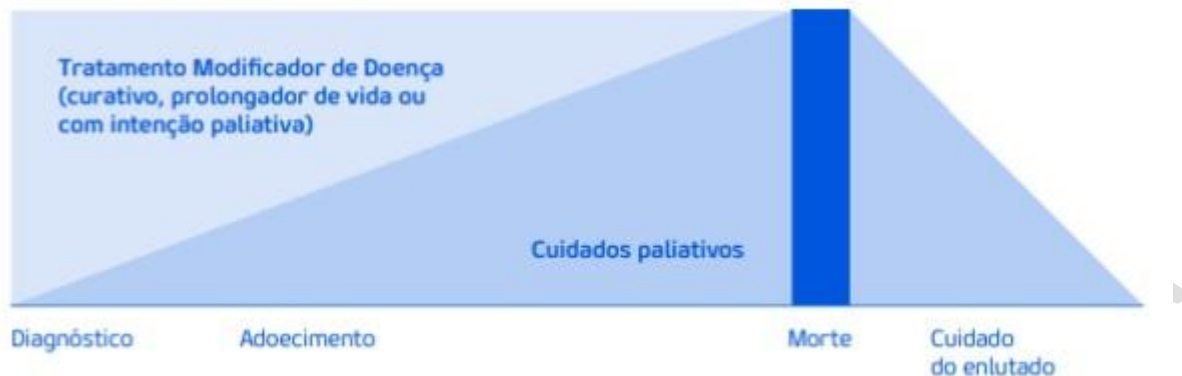 Tratamento Modificador de Doença
(curativo, prolongador de vida ou
com intenção paliativa)
Cuidados paliativos
Diagnóstico
Adoecimento
Morte
Cuidado
do enlutado